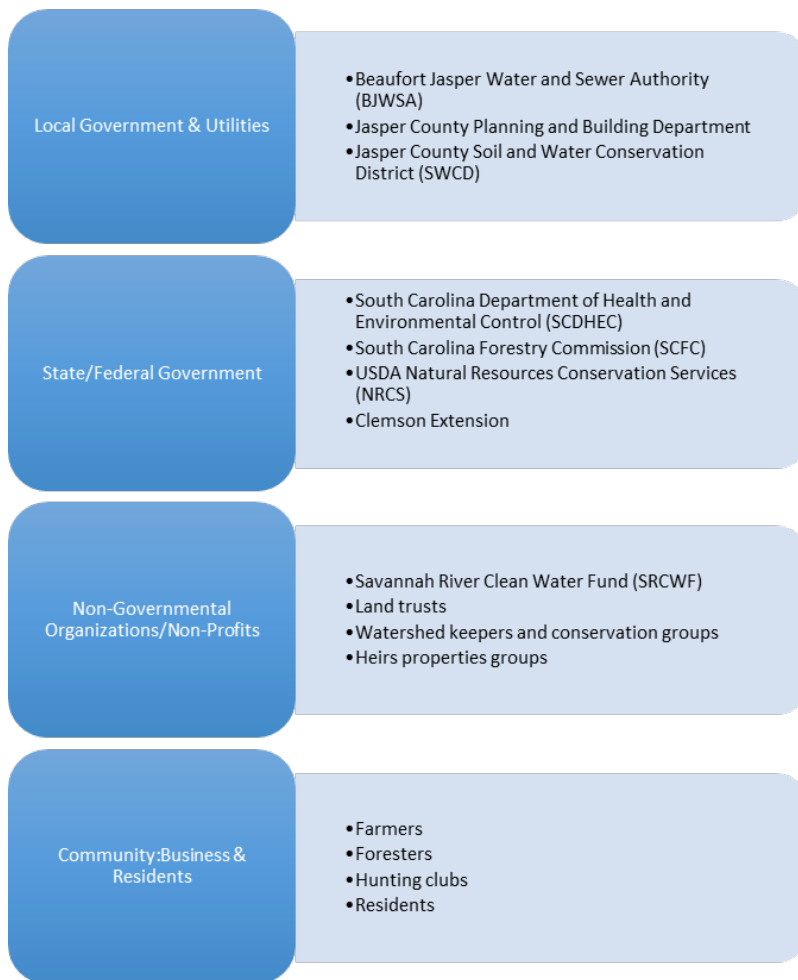 Local Government & Utilities
•Beaufort Jasper Water and Sewer Authority
(BJWSA)
•Jasper County Planning and Building Department
•Jasper County Soil and Water Conservation
District (SWCD)
State/Federal Government
•South Carolina Department of Health and
Environmental Control (SCDHEC)
•South Carolina Forestry Commission (SCFC)
•USDA Natural Resources Conservation Services
(NRCS)
•Clemson Extension
Non-Governmental
Organizations/Non-Profits
•Savannah River Clean Water Fund (SRCWF)
•Land trusts
•Watershed keepers and conservation groups
•Heirs properties groups
Community:Business &
Residents
•Farmers
•Foresters
•Hunting clubs
•Residents